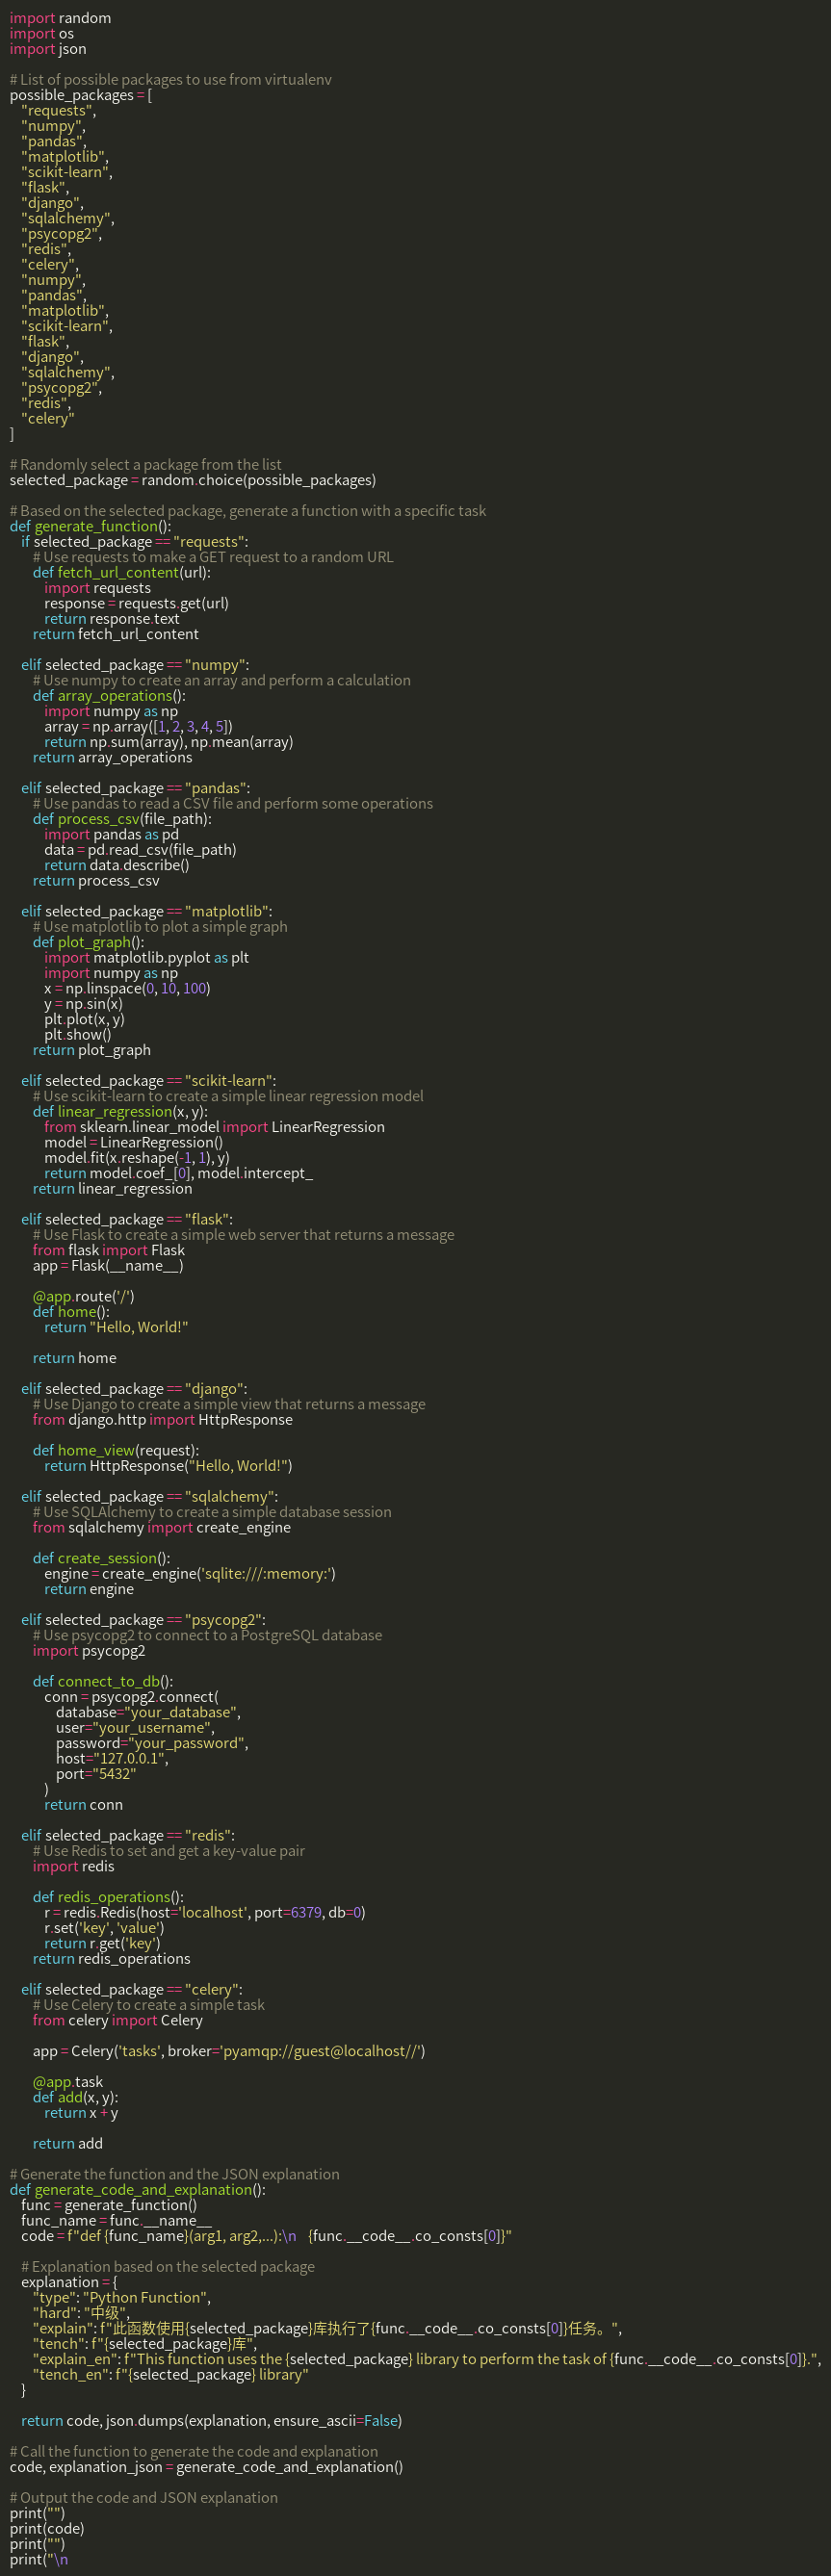 import random
import os
import json

# List of possible packages to use from virtualenv
possible_packages = [
    "requests",
    "numpy",
    "pandas",
    "matplotlib",
    "scikit-learn",
    "flask",
    "django",
    "sqlalchemy",
    "psycopg2",
    "redis",
    "celery",
    "numpy",
    "pandas",
    "matplotlib",
    "scikit-learn",
    "flask",
    "django",
    "sqlalchemy",
    "psycopg2",
    "redis",
    "celery"
]

# Randomly select a package from the list
selected_package = random.choice(possible_packages)

# Based on the selected package, generate a function with a specific task
def generate_function():
    if selected_package == "requests":
        # Use requests to make a GET request to a random URL
        def fetch_url_content(url):
            import requests
            response = requests.get(url)
            return response.text
        return fetch_url_content

    elif selected_package == "numpy":
        # Use numpy to create an array and perform a calculation
        def array_operations():
            import numpy as np
            array = np.array([1, 2, 3, 4, 5])
            return np.sum(array), np.mean(array)
        return array_operations

    elif selected_package == "pandas":
        # Use pandas to read a CSV file and perform some operations
        def process_csv(file_path):
            import pandas as pd
            data = pd.read_csv(file_path)
            return data.describe()
        return process_csv

    elif selected_package == "matplotlib":
        # Use matplotlib to plot a simple graph
        def plot_graph():
            import matplotlib.pyplot as plt
            import numpy as np
            x = np.linspace(0, 10, 100)
            y = np.sin(x)
            plt.plot(x, y)
            plt.show()
        return plot_graph

    elif selected_package == "scikit-learn":
        # Use scikit-learn to create a simple linear regression model
        def linear_regression(x, y):
            from sklearn.linear_model import LinearRegression
            model = LinearRegression()
            model.fit(x.reshape(-1, 1), y)
            return model.coef_[0], model.intercept_
        return linear_regression

    elif selected_package == "flask":
        # Use Flask to create a simple web server that returns a message
        from flask import Flask
        app = Flask(__name__)

        @app.route('/')
        def home():
            return "Hello, World!"

        return home

    elif selected_package == "django":
        # Use Django to create a simple view that returns a message
        from django.http import HttpResponse

        def home_view(request):
            return HttpResponse("Hello, World!")

    elif selected_package == "sqlalchemy":
        # Use SQLAlchemy to create a simple database session
        from sqlalchemy import create_engine

        def create_session():
            engine = create_engine('sqlite:///:memory:')
            return engine

    elif selected_package == "psycopg2":
        # Use psycopg2 to connect to a PostgreSQL database
        import psycopg2

        def connect_to_db():
            conn = psycopg2.connect(
                database="your_database",
                user="your_username",
                password="your_password",
                host="127.0.0.1",
                port="5432"
            )
            return conn

    elif selected_package == "redis":
        # Use Redis to set and get a key-value pair
        import redis

        def redis_operations():
            r = redis.Redis(host='localhost', port=6379, db=0)
            r.set('key', 'value')
            return r.get('key')
        return redis_operations

    elif selected_package == "celery":
        # Use Celery to create a simple task
        from celery import Celery

        app = Celery('tasks', broker='pyamqp://guest@localhost//')

        @app.task
        def add(x, y):
            return x + y

        return add

# Generate the function and the JSON explanation
def generate_code_and_explanation():
    func = generate_function()
    func_name = func.__name__
    code = f"def {func_name}(arg1, arg2,...):\n    {func.__code__.co_consts[0]}"

    # Explanation based on the selected package
    explanation = {
        "type": "Python Function",
        "hard": "中级",
        "explain": f"此函数使用{selected_package}库执行了{func.__code__.co_consts[0]}任务。",
        "tench": f"{selected_package}库",
        "explain_en": f"This function uses the {selected_package} library to perform the task of {func.__code__.co_consts[0]}.",
        "tench_en": f"{selected_package} library"
    }

    return code, json.dumps(explanation, ensure_ascii=False)

# Call the function to generate the code and explanation
code, explanation_json = generate_code_and_explanation()

# Output the code and JSON explanation
print("")
print(code)
print("")
print("\n